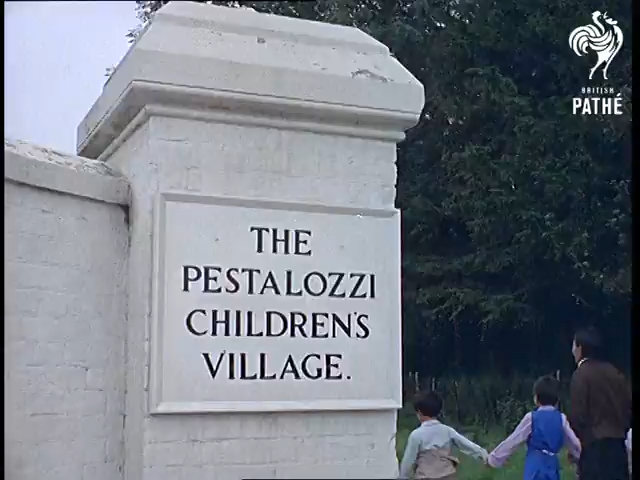 BRITISH
PATHÉ
THE
PESTALOZZI
CHILDREN'S
VILLAGE.